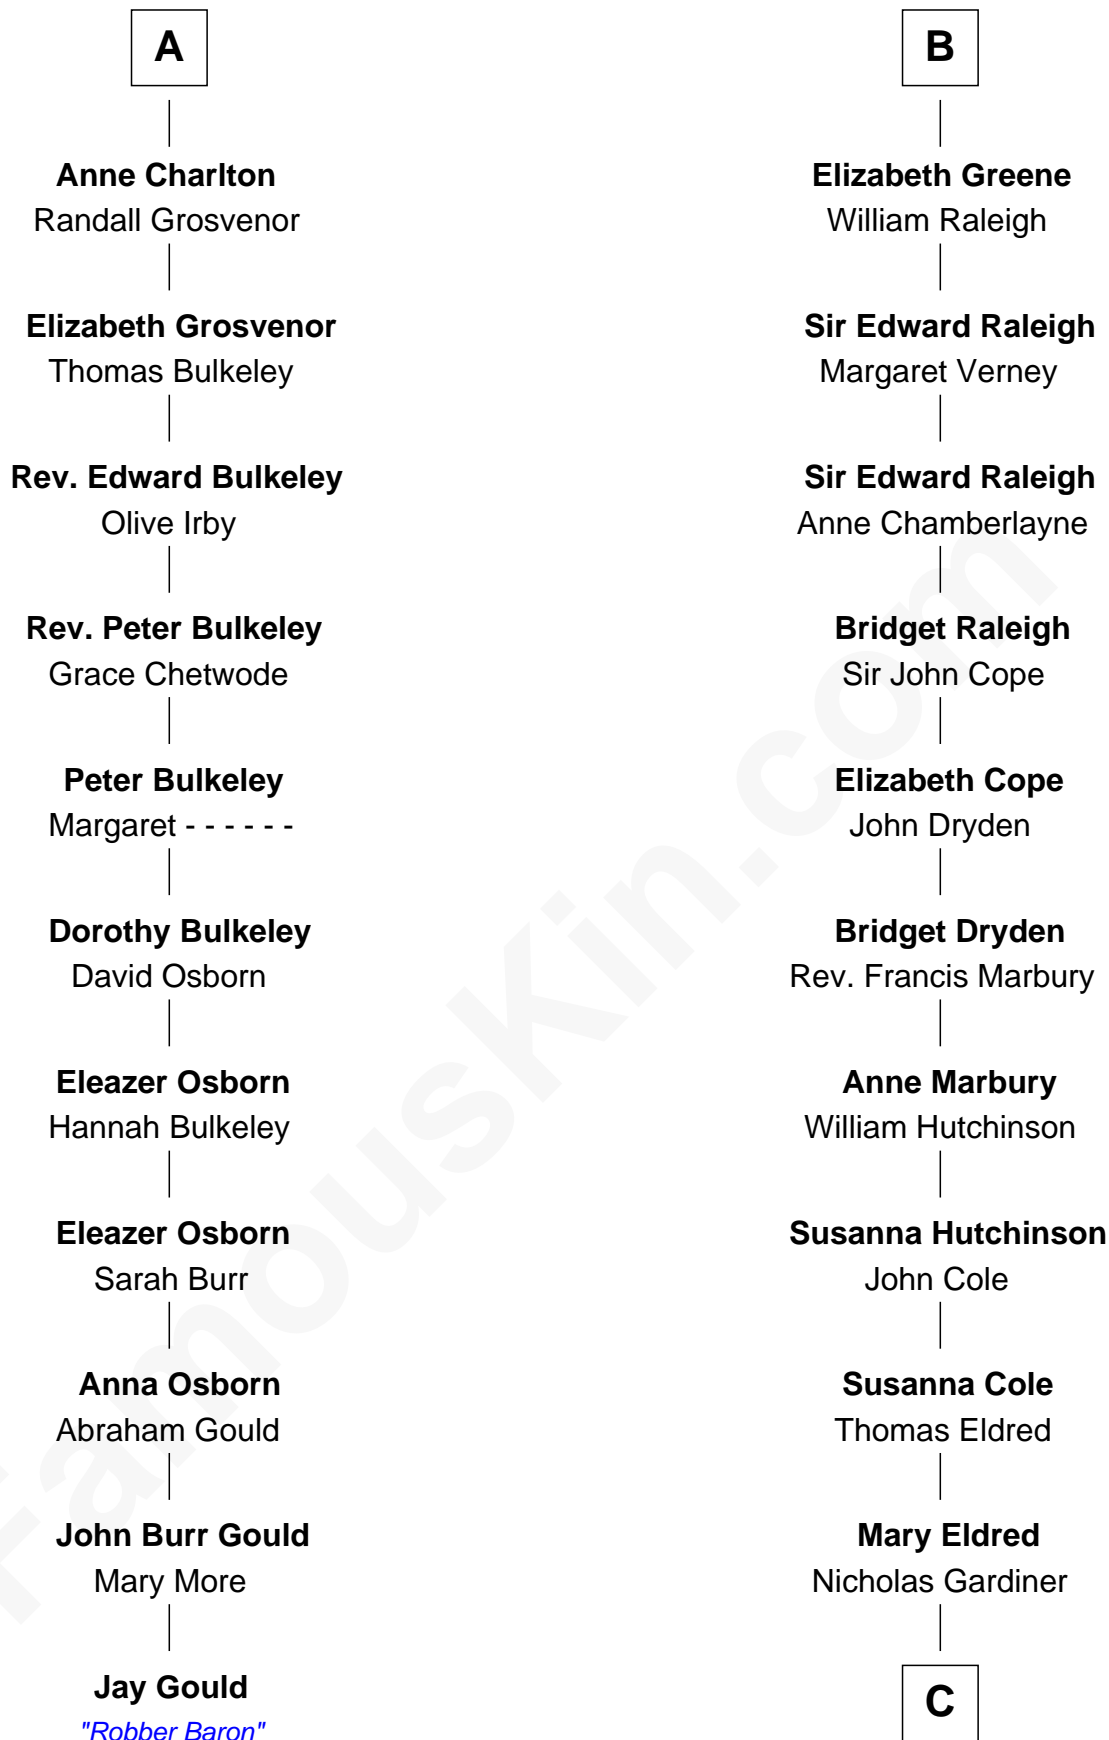 A
Anne Charlton
Randall Grosvenor
Elizabeth Grosvenor
Thomas Bulkeley
Rev. Edward Bulkeley
Olive Irby
Rev. Peter Bulkeley
Grace Chetwode
Peter Bulkeley
Margaret - - - - - -
Dorothy Bulkeley
David Osborn
Eleazer Osborn
Hannah Bulkeley
Eleazer Osborn
Sarah Burr
Anna Osborn
Abraham Gould
John Burr Gould
Mary More
Jay Gould
"Robber Baron"
B
Elizabeth Greene
William Raleigh
Sir Edward Raleigh
Margaret Verney
Sir Edward Raleigh
Anne Chamberlayne
Bridget Raleigh
Sir John Cope
Elizabeth Cope
John Dryden
Bridget Dryden
Rev. Francis Marbury
Anne Marbury
William Hutchinson
Susanna Hutchinson
John Cole
Susanna Cole
Thomas Eldred
Mary Eldred
Nicholas Gardiner
C
FamousKin.com